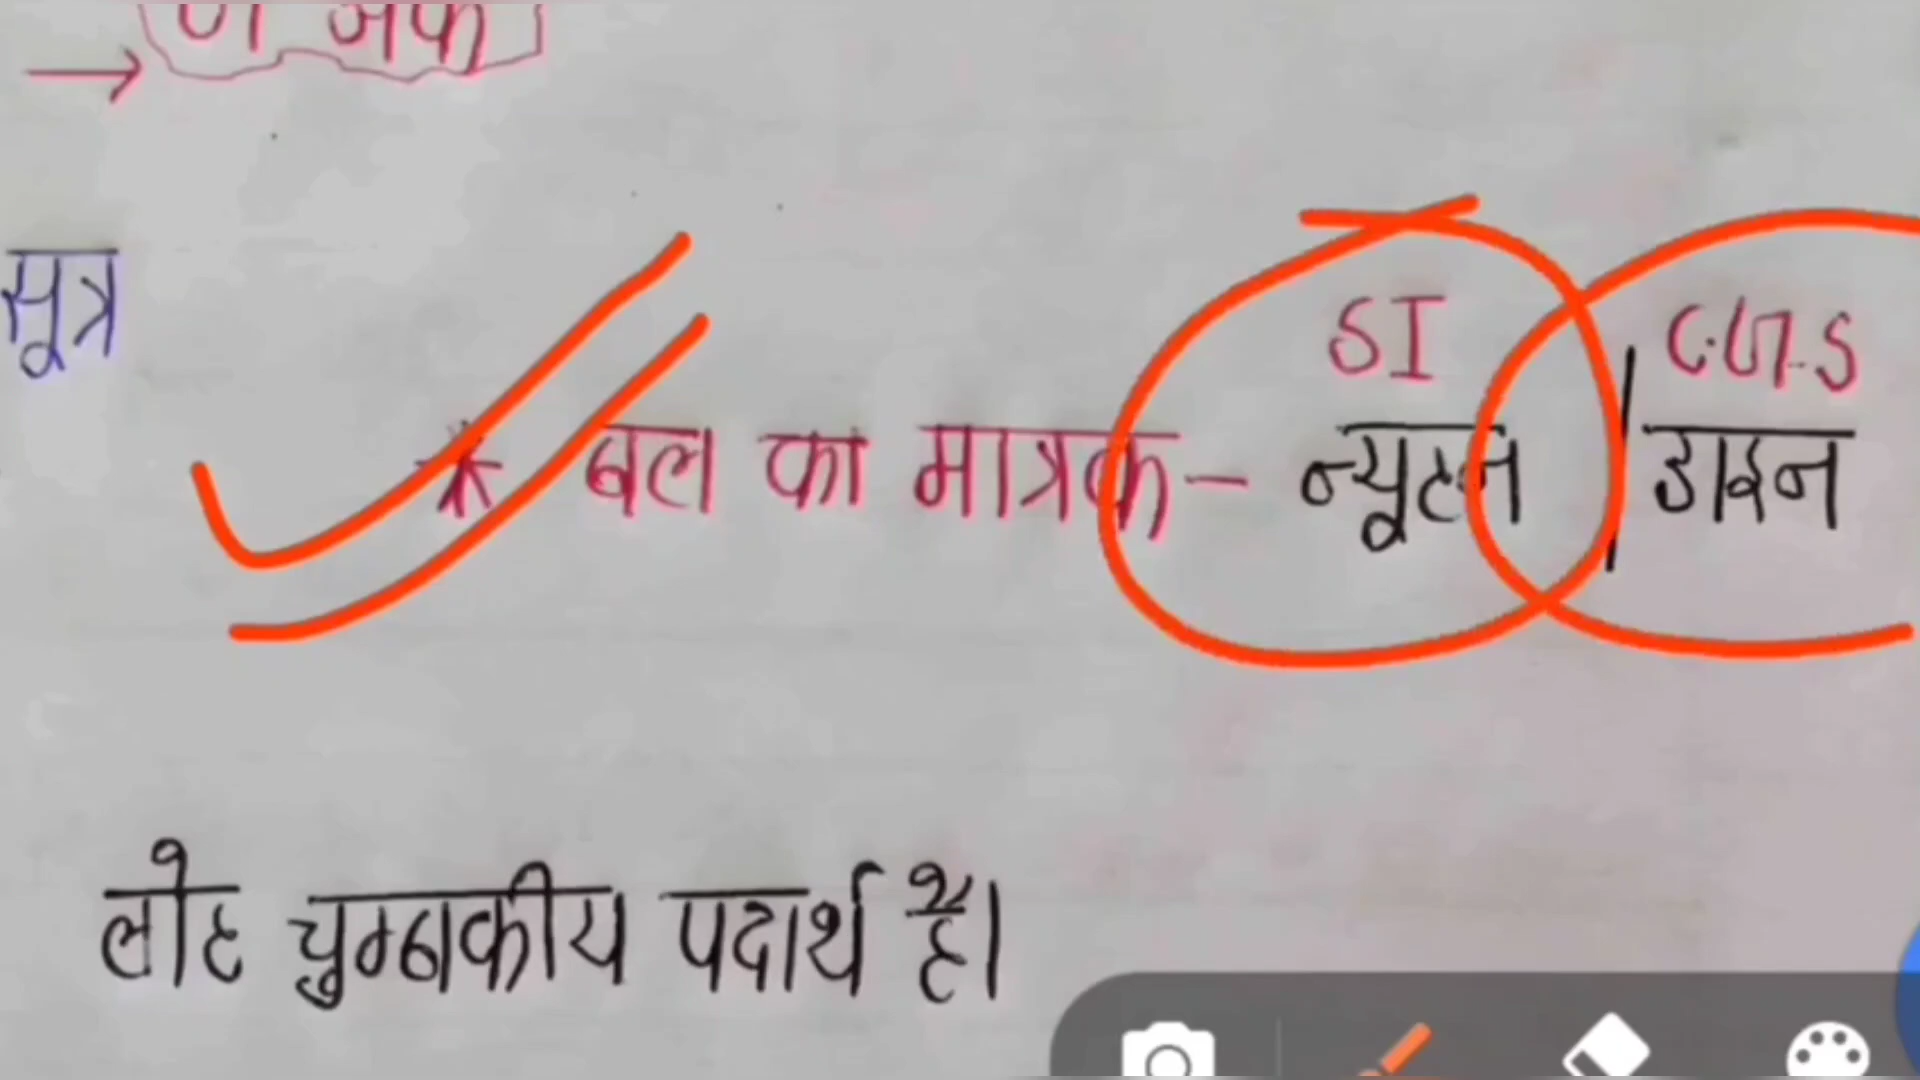 सूत्र
SI C.G.S
* बल का मात्रक - न्यूटन | डाइन
लोह चुम्बकीय पदार्थ है।